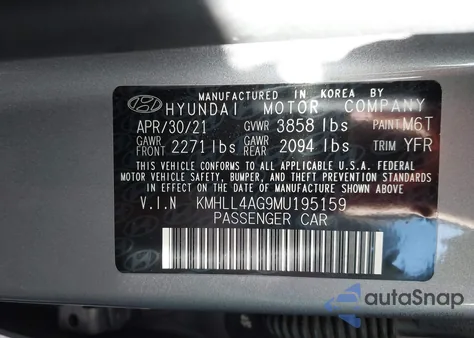 MANUFACTURED IN KOREA BY
HYUNDAI MOTOR COMPANY
APR/30/21 GVWR 3858 lbs PAINT M6T
GAWR FRONT 2271 lbs GAWR REAR 2094 lbs TRIM YFR
THIS VEHICLE CONFORMS TO ALL APPLICABLE U.S.A. FEDERAL
MOTOR VEHICLE SAFETY, BUMPER, AND THEFT PREVENTION STANDARDS
IN EFFECT ON THE DATE OF MANUFACTURE SHOWN ABOVE.
V.I.N KMHLL4AG9MU195159
PASSENGER CAR
autoSnap